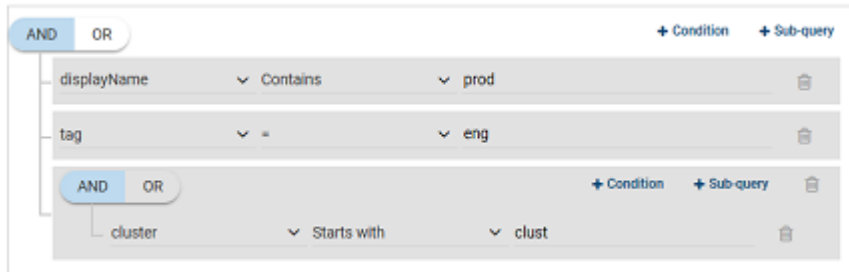 AND OR + Condition + Sub-query
displayName Contains prod
tag = eng
AND OR + Condition + Sub-query
cluster Starts with clust